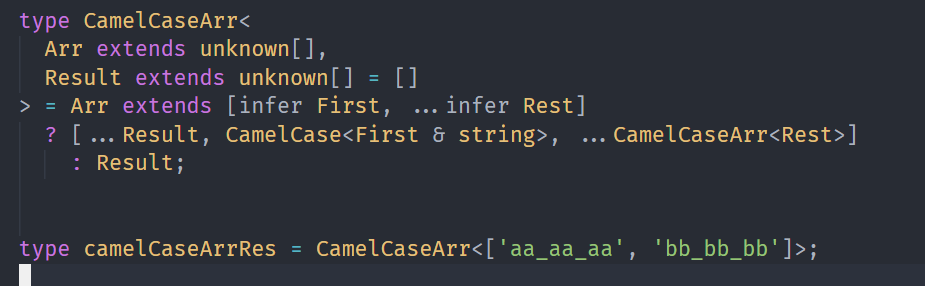 type CamelCaseArr<
  Arr extends unknown[],
  Result extends unknown[] = []
> = Arr extends [infer First, ...infer Rest]
  ? [...Result, CamelCase<First & string>, ...CamelCaseArr<Rest>]
    : Result;
type camelCaseArrRes = CamelCaseArr<['aa_aa_aa', 'bb_bb_bb']>;